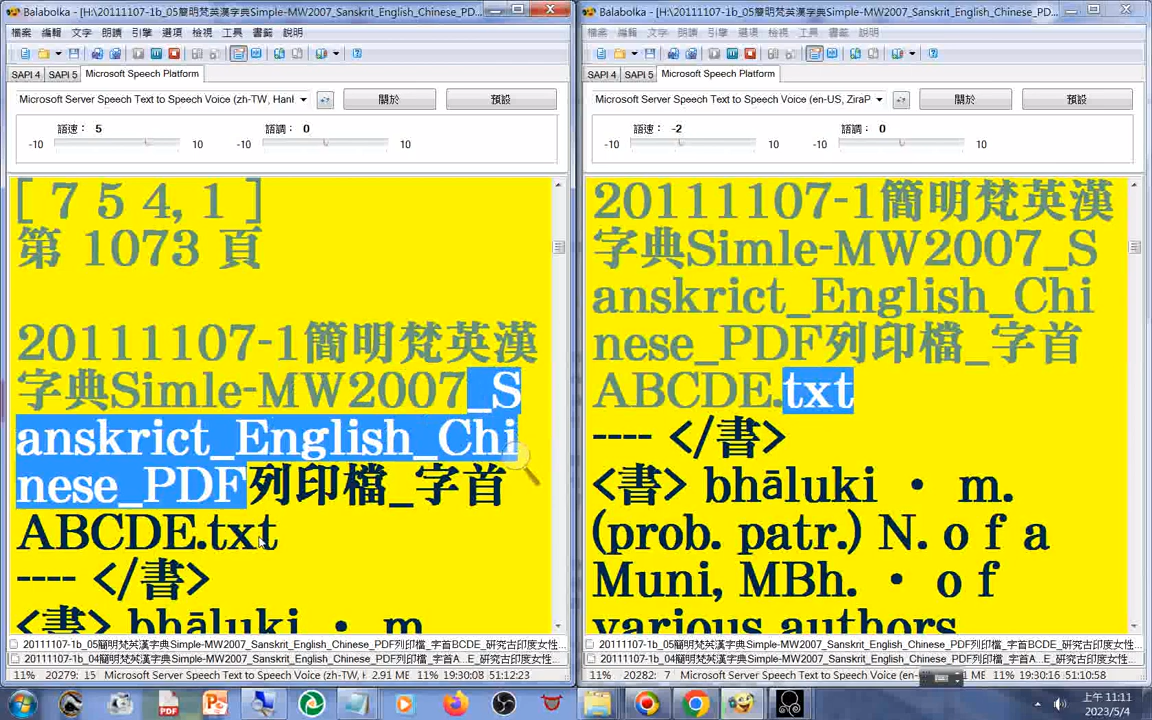 Balabolka - [H:\20111107-1b_05簡明梵英漢字典Simple-MW2007_Sanskrit_English_Chinese_PD...
檔案 編輯 文字 朗讀 引擎 選項 檢視 工具 書籤 說明
SAPI 4 SAPI 5 Microsoft Speech Platform
Microsoft Server Speech Text to Speech Voice (zh-TW, Hanl
關於 預設
語速： 5 語調： 0
-10 10 -10 10
[ 7 5 4, 1 ]
第 1073 頁
20111107-1簡明梵英漢
字典Simle-MW2007_S
anskrict_English_Chi
nese_PDF列印檔_字首
ABCDE.txt
---- </書>
<書> bhāluki · m
20111107-1b_05簡明梵英漢字典Simple-MW2007_Sanskrit_English_Chinese_PDF列印檔_字首BCDE_研究古印度女性...
20111107-1b_04簡明梵英漢字典Simple-MW2007_Sanskrit_English_Chinese_PDF列印檔_字首A...E_研究古印度女性...
11% 20279: 15 Microsoft Server Speech Text to Speech Voice (zh-TW, 2.91 ME 11% 19:30:08 51:12:23
Balabolka - [H:\20111107-1b_05簡明梵英漢字典Simple-MW2007_Sanskrit_English_Chinese_PD...
檔案 編輯 文字 朗讀 引擎 選項 檢視 工具 書籤 說明
SAPI 4 SAPI 5 Microsoft Speech Platform
Microsoft Server Speech Text to Speech Voice (en-US, ZiraP
關於 預設
語速： -2 語調： 0
-10 10 -10 10
20111107-1簡明梵英漢
字典Simle-MW2007_S
anskrict_English_Chi
nese_PDF列印檔_字首
ABCDE.txt
---- </書>
<書> bhāluki · m.
(prob. patr.) N. o f a
Muni, MBh. · o f
various authors
20111107-1b_05簡明梵英漢字典Simple-MW2007_Sanskrit_English_Chinese_PDF列印檔_字首BCDE_研究古印度女性...
20111107-1b_04簡明梵英漢字典Simple-MW2007_Sanskrit_English_Chinese_PDF列印檔_字首A...E_研究古印度女性...
11% 20282: 7 Microsoft Server Speech Text to Speech Voice (en-U ME 11% 19:30:16 51:10:58
PDF
上午 11:11
2023/5/4